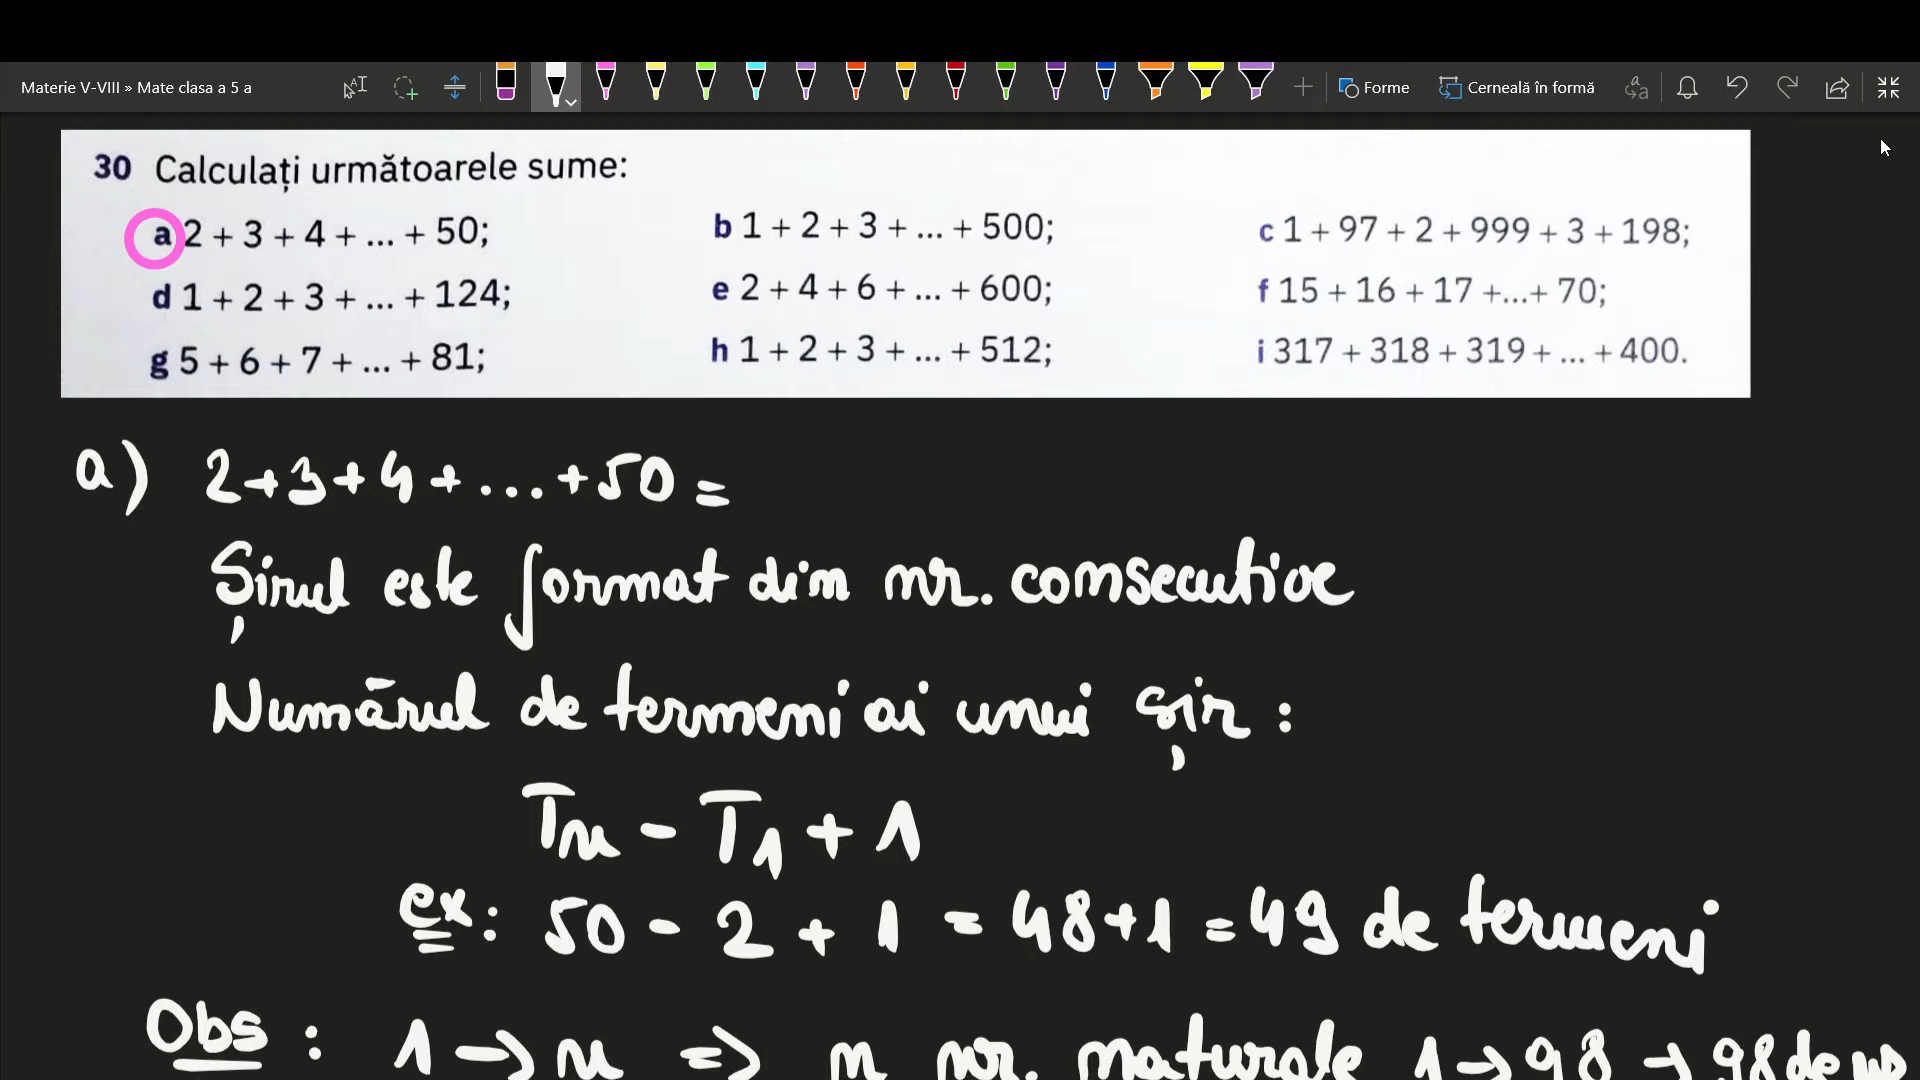 Materie V-VIII » Mate clasa a 5 a
Forme
Cerneală în formă
30 Calculați următoarele sume:
a 2 + 3 + 4 + ... + 50;
b 1 + 2 + 3 + ... + 500;
c 1 + 97 + 2 + 999 + 3 + 198;
d 1 + 2 + 3 + ... + 124;
e 2 + 4 + 6 + ... + 600;
f 15 + 16 + 17 +...+ 70;
g 5 + 6 + 7 + ... + 81;
h 1 + 2 + 3 + ... + 512;
i 317 + 318 + 319 + ... + 400.
a) 2+3+4+...+50=
Șirul este format din nr. consecutive
Numărul de termeni ai unui șir :
Tn - T1 + 1
ex: 50 - 2 + 1 = 48+1 = 49 de termeni
Obs : 1 → n => n nr. naturale 1 → 98 → 98 de